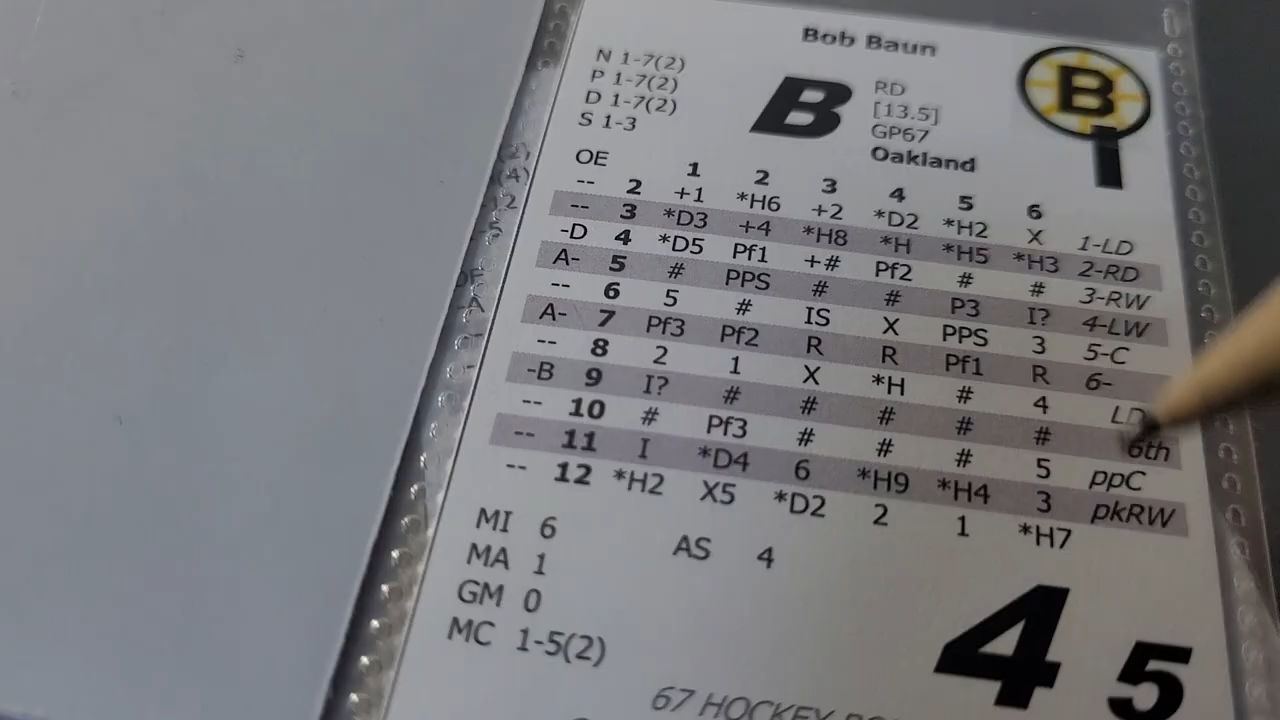 Bob Baun
N 1-7(2)
P 1-7(2)
D 1-7(2)
S 1-3
B
RD
[13.5]
GP67
Oakland
B
OE 1 2 3 4 5 6
-- 2 +1 *H6 +2 *D2 *H2 X 1-LD
-- 3 *D3 +4 *H8 *H *H5 *H3 2-RD
-D 4 *D5 Pf1 +# Pf2 # # 3-RW
A- 5 # PPS # # P3 I? 4-LW
-- 6 5 # IS X PPS 3 5-C
A- 7 Pf3 Pf2 R R Pf1 R 6-
-- 8 2 1 X *H # 4 LD
-B 9 I? # # # # # 6th
-- 10 # Pf3 # # # 5 ppC
-- 11 I *D4 6 *H9 *H4 3 pkRW
-- 12 *H2 X5 *D2 2 1 *H7
MI 6 AS 4
MA 1
GM 0
MC 1-5(2)
4 5
67 HOCKEY